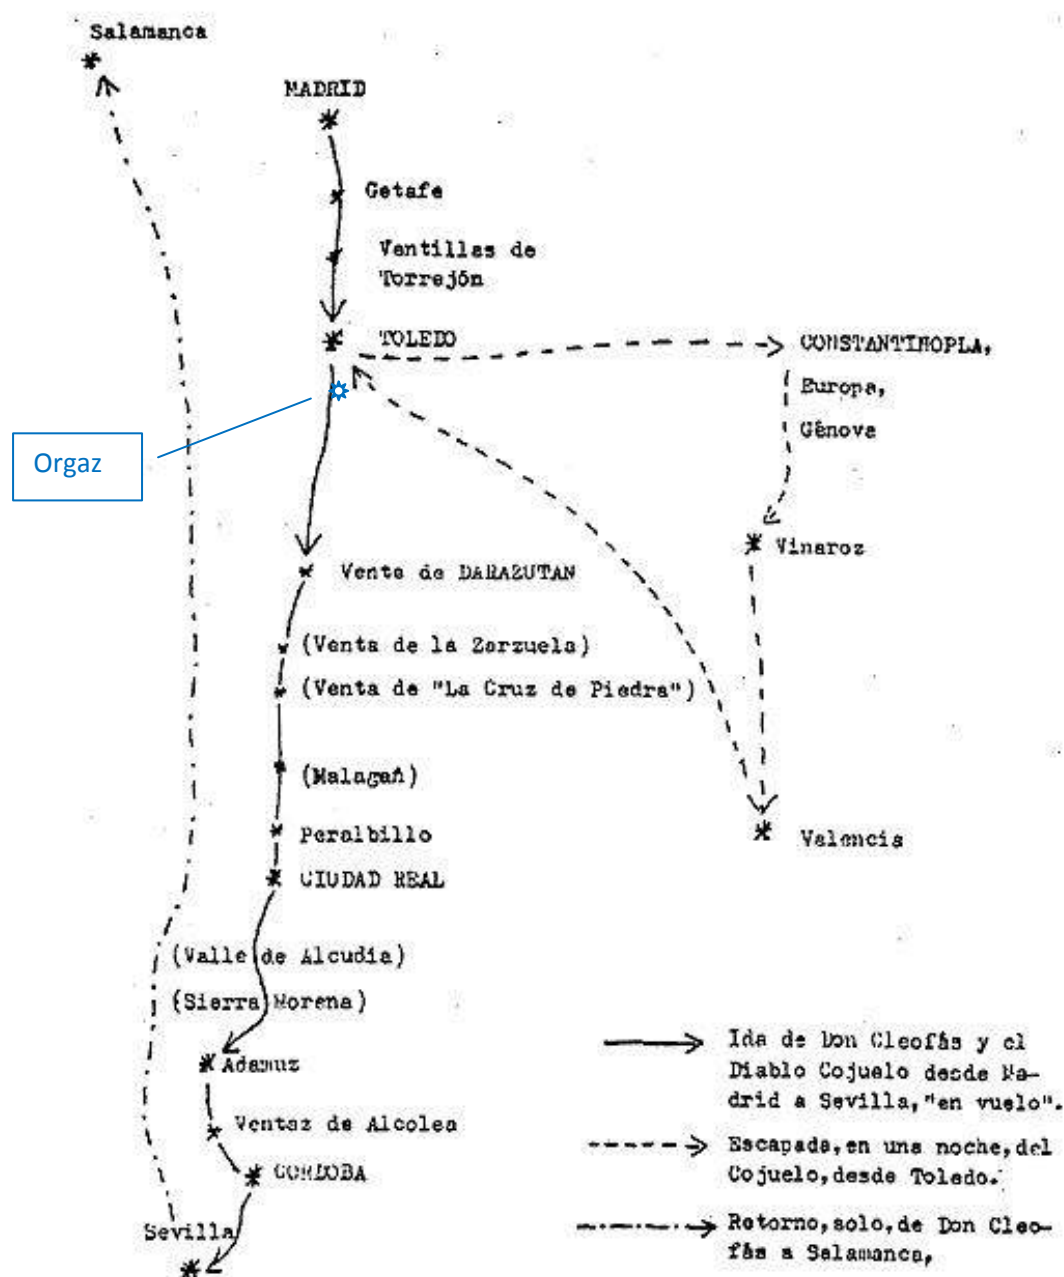 Salamanca
MADRID
Getafe
Ventillas de
Torrejón
TOLEDO
CONSTANTINOPLA,
Europa,
Génova
Orgaz
Vinaroz
Venta de DARAZUTAN
(Venta de la Zarzuela)
(Venta de "La Cruz de Piedra")
(Malagañ)
Peralbillo
Valencia
CIUDAD REAL
(Valle de Alcudia)
(Sierra Morena)
Adamuz
Ventas de Alcolea
CORDOBA
Sevilla
Ida de Don Cleofás y el
Diablo Cojuelo desde Ma-
drid a Sevilla,"en vuelo".
Escapada,en una noche,del
Cojuelo,desde Toledo.
Retorno,solo,de Don Cleo-
fás a Salamanca,